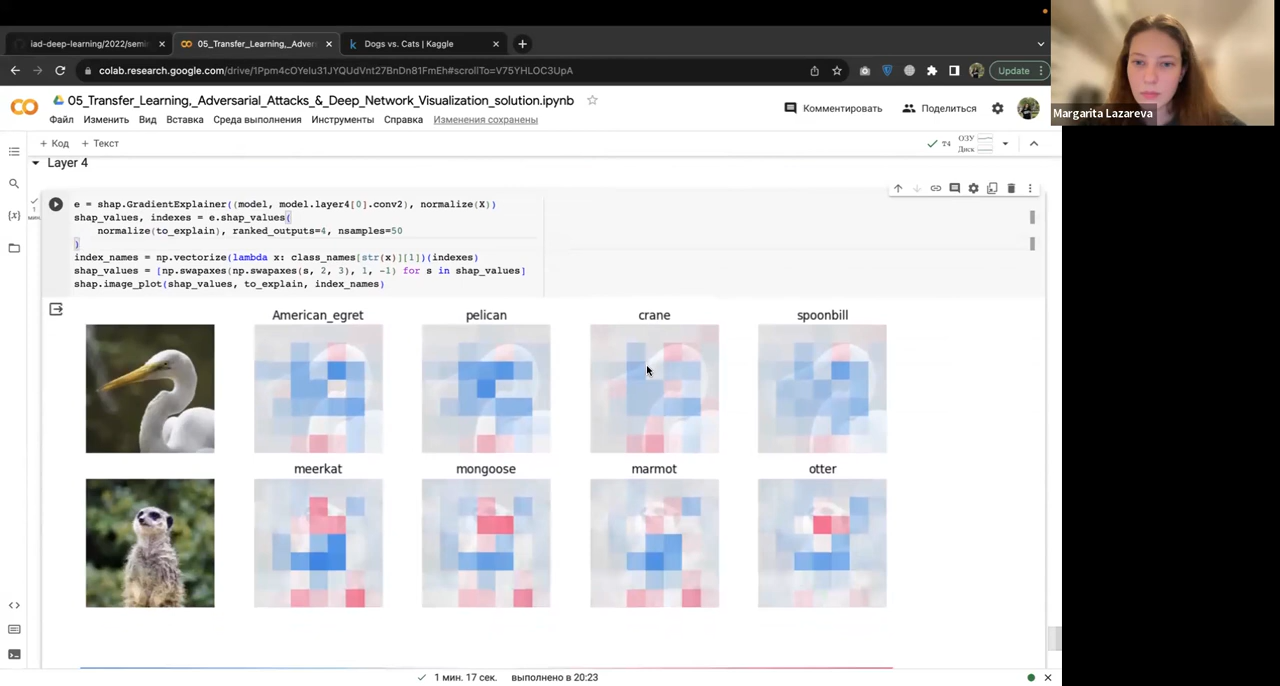 iad-deep-learning/2022/semi
05_Transfer_Learning,_Adver
Dogs vs. Cats | Kaggle
colab.research.google.com/drive/1Ppm4cOYeIu31JYQUdVnt27BnDn81FmEh#scrollTo=V75YHLOC3UpA
Update
Margarita Lazareva
05_Transfer_Learning,_Adversarial_Attacks_&_Deep_Network_Visualization_solution.ipynb
Комментировать
Поделиться
Файл Изменить Вид Вставка Среда выполнения Инструменты Справка Изменения сохранены
+ Код + Текст
T4
ОЗУ
Диск
Layer 4
1
мин.
e = shap.GradientExplainer((model, model.layer4[0].conv2), normalize(X))
shap_values, indexes = e.shap_values(
normalize(to_explain), ranked_outputs=4, nsamples=50
)
index_names = np.vectorize(lambda x: class_names[str(x)][1])(indexes)
shap_values = [np.swapaxes(np.swapaxes(s, 2, 3), 1, -1) for s in shap_values]
shap.image_plot(shap_values, to_explain, index_names)
American_egret pelican crane spoonbill
meerkat mongoose marmot otter
1 мин. 17 сек. выполнено в 20:23